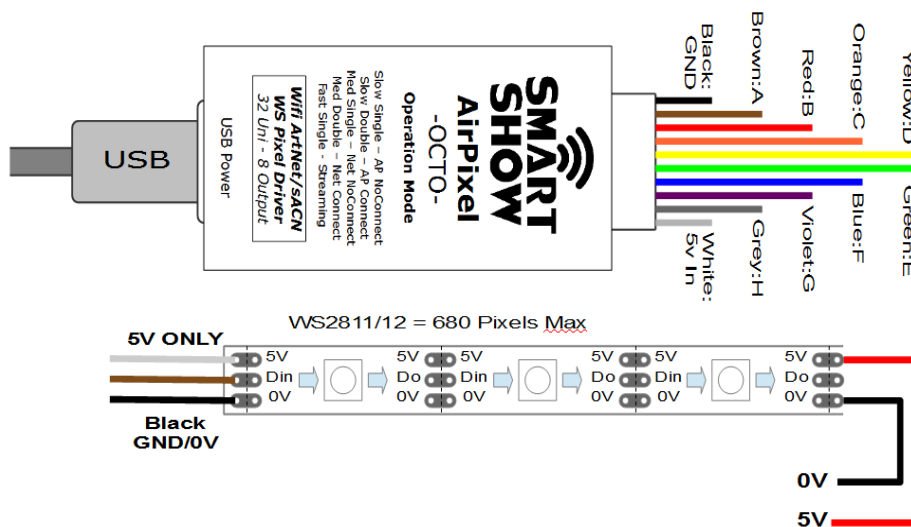 USB
USB Power
Wifi ArtNet/sACN
WS Pixel Driver
32 Uni - 8 Output
Slow Single – AP NoConnect
Slow Double – AP Connect
Med Single – Net NoConnect
Med Double – Net Connect
Fast Single - Streaming
Operation Mode
-OCTO-
AirPixel
SMART
SHOW
Black:
GND
Brown:A
Red:B
Orange:C
Yellow:D
White:
5v In
Grey:H
Violet:G
Blue:F
Green:E
WS2811/12 = 680 Pixels Max
5V ONLY
5V 5V 5V 5V 5V 5V
Din Do Din Do Din Do
0V 0V 0V 0V 0V 0V
Black
GND/0V
0V
5V